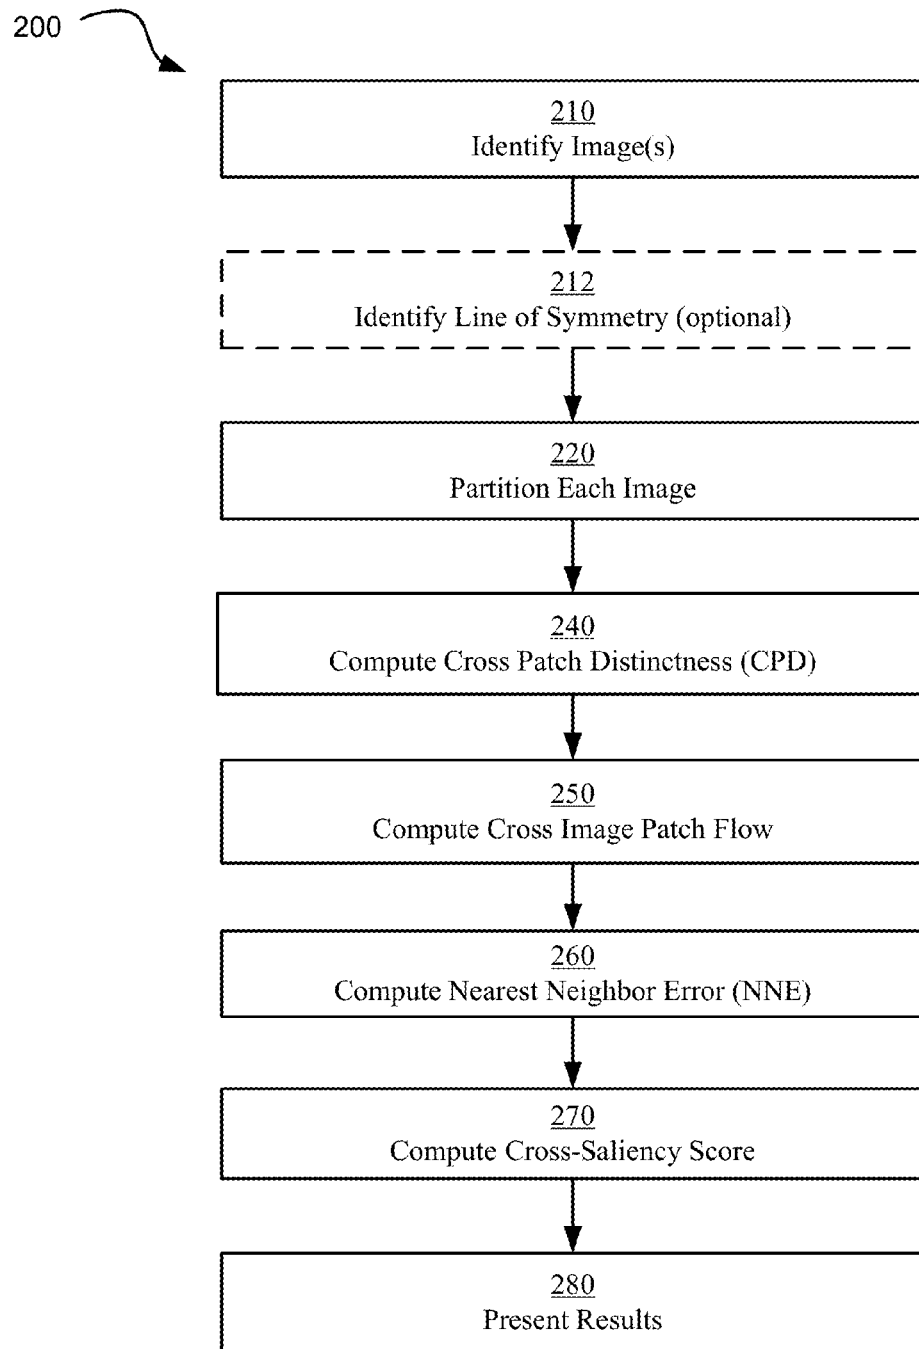 200
210
Identify Image(s)
212
Identify Line of Symmetry (optional)
220
Partition Each Image
240
Compute Cross Patch Distinctness (CPD)
250
Compute Cross Image Patch Flow
260
Compute Nearest Neighbor Error (NNE)
270
Compute Cross-Saliency Score
280
Present Results